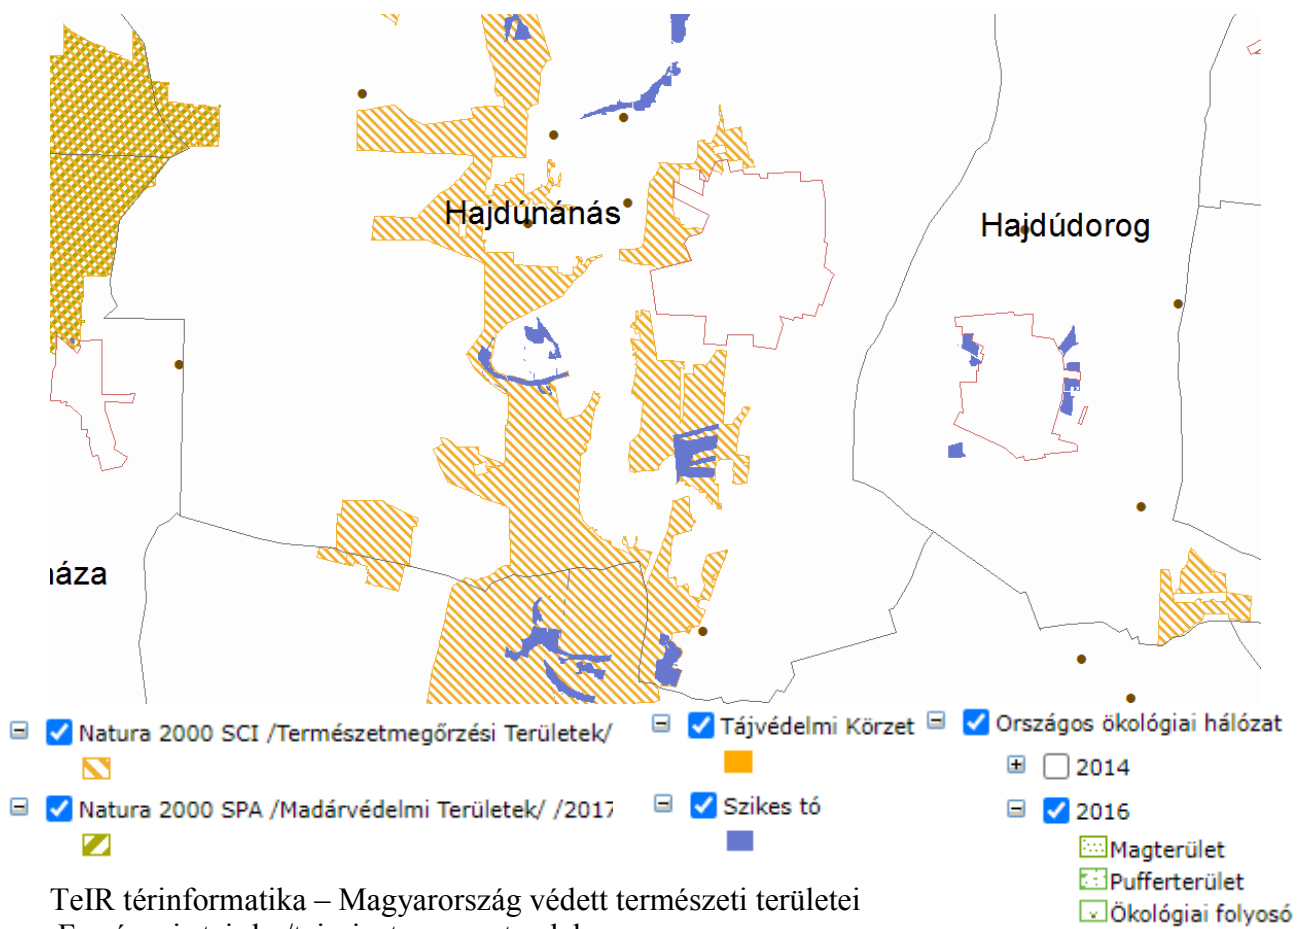 Hajdúnánás
Hajdúdorog
áza
Natura 2000 SCI /Természetmegőrzési Területek/
Natura 2000 SPA /Madárvédelmi Területek/ /2017
Tájvédelmi Körzet
Szikes tó
Országos ökológiai hálózat
2014
2016
Magterület
Pufferterület
Ökológiai folyosó
TeIR térinformatika – Magyarország védett természeti területei